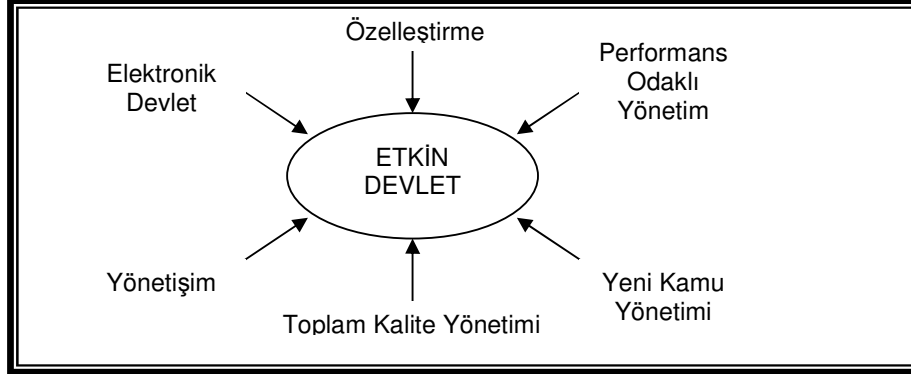 Özelleştirme
Elektronik
Devlet
Performans
Odaklı
Yönetim
ETKİN
DEVLET
Yönetişim
Toplam Kalite Yönetimi
Yeni Kamu
Yönetimi